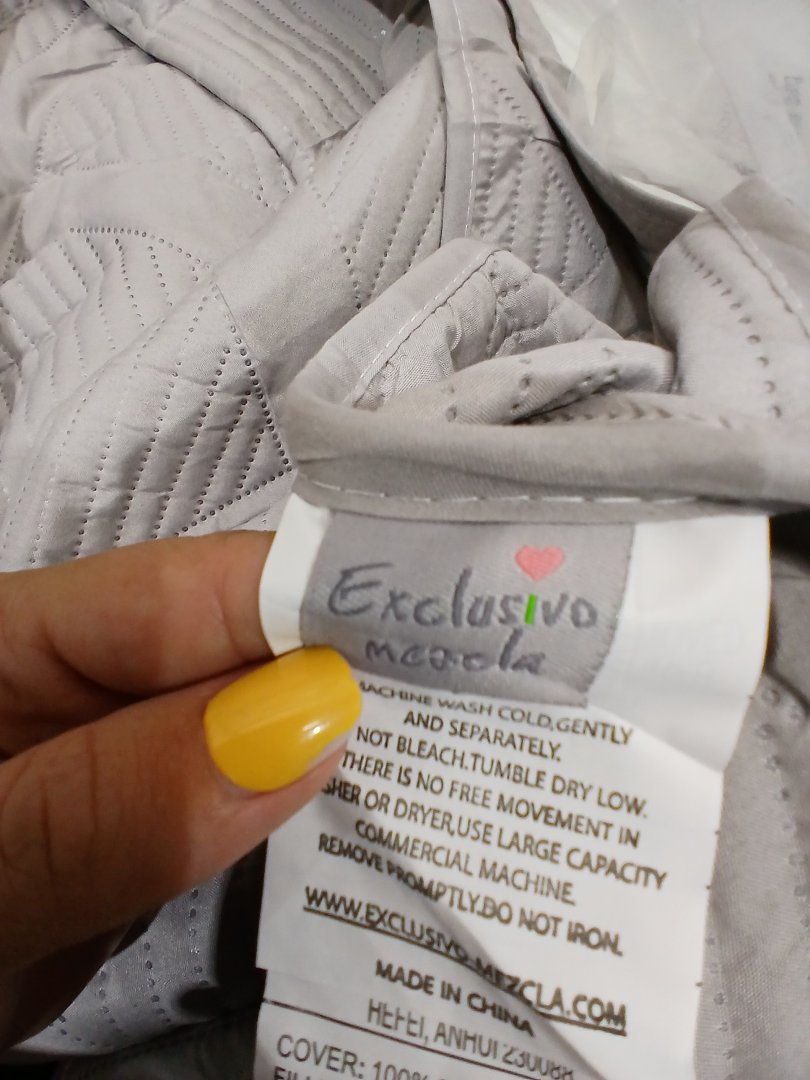 Exclusivo
mezcla
MACHINE WASH COLD,GENTLY
AND SEPARATELY.
NOT BLEACH.TUMBLE DRY LOW.
THERE IS NO FREE MOVEMENT IN
SHER OR DRYER,USE LARGE CAPACITY
COMMERCIAL MACHINE.
REMOVE PROMPTLY.DO NOT IRON.
WWW.EXCLUSIVO-MEZCLA.COM
MADE IN CHINA
HEFEI, ANHUI 230088
COVER: 100%